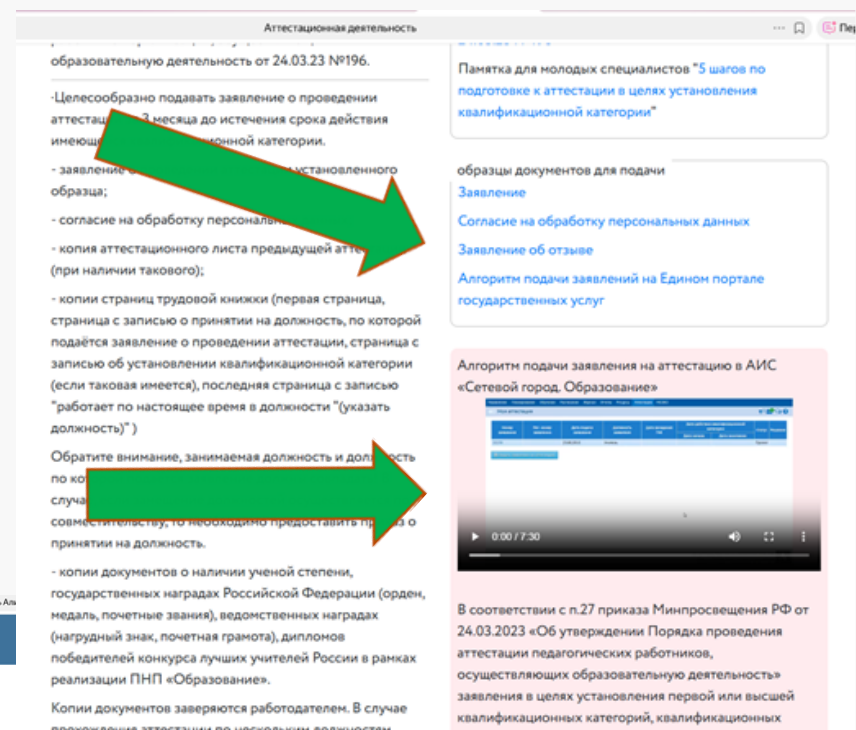 Аттестационная деятельность
Пер
образовательную деятельность от 24.03.23 №196.
-Целесообразно подавать заявление о проведении
месяца до истечения срока действия
категории.
- заявление
установленного
образца;
- согласие на обработку
- копия аттестационного листа предыдущей
(при наличии такового);
- копии страниц трудовой книжки (первая страница,
страница с записью о принятии на должность, по которой
подаётся заявление о проведении аттестации, страница с
записью об установлении квалификационной категории
(если таковая имеется), последняя страница с записью
"работает по настоящее время в должности "(указать
должность)" )
Обратите внимание, занимаемая должность и
по
совместительству, то необходимо предоставить о
принятии на должность.
- копии документов о наличии ученой степени,
государственных наградах Российской Федерации (орден,
медаль, почетные звания), ведомственных наградах
(нагрудный знак, почетная грамота), дипломов
победителей конкурса лучших учителей России в рамках
реализации ПНП «Образование».
Копии документов заверяются работодателем. В случае
прохождения аттестации по нескольким должностям
Памятка для молодых специалистов "5 шагов по
подготовке к аттестации в целях установления
квалификационной категории"
образцы документов для подачи
Заявление
Согласие на обработку персональных данных
Заявление об отзыве
Алгоритм подачи заявлений на Едином портале
государственных услуг
Алгоритм подачи заявления на аттестацию в АИС
«Сетевой город. Образование»
0:00 / 7:30
В соответствии с п.27 приказа Минпросвещения РФ от
24.03.2023 «Об утверждении Порядка проведения
аттестации педагогических работников,
осуществляющих образовательную деятельность»
заявления в целях установления первой или высшей
квалификационных категорий, квалификационных